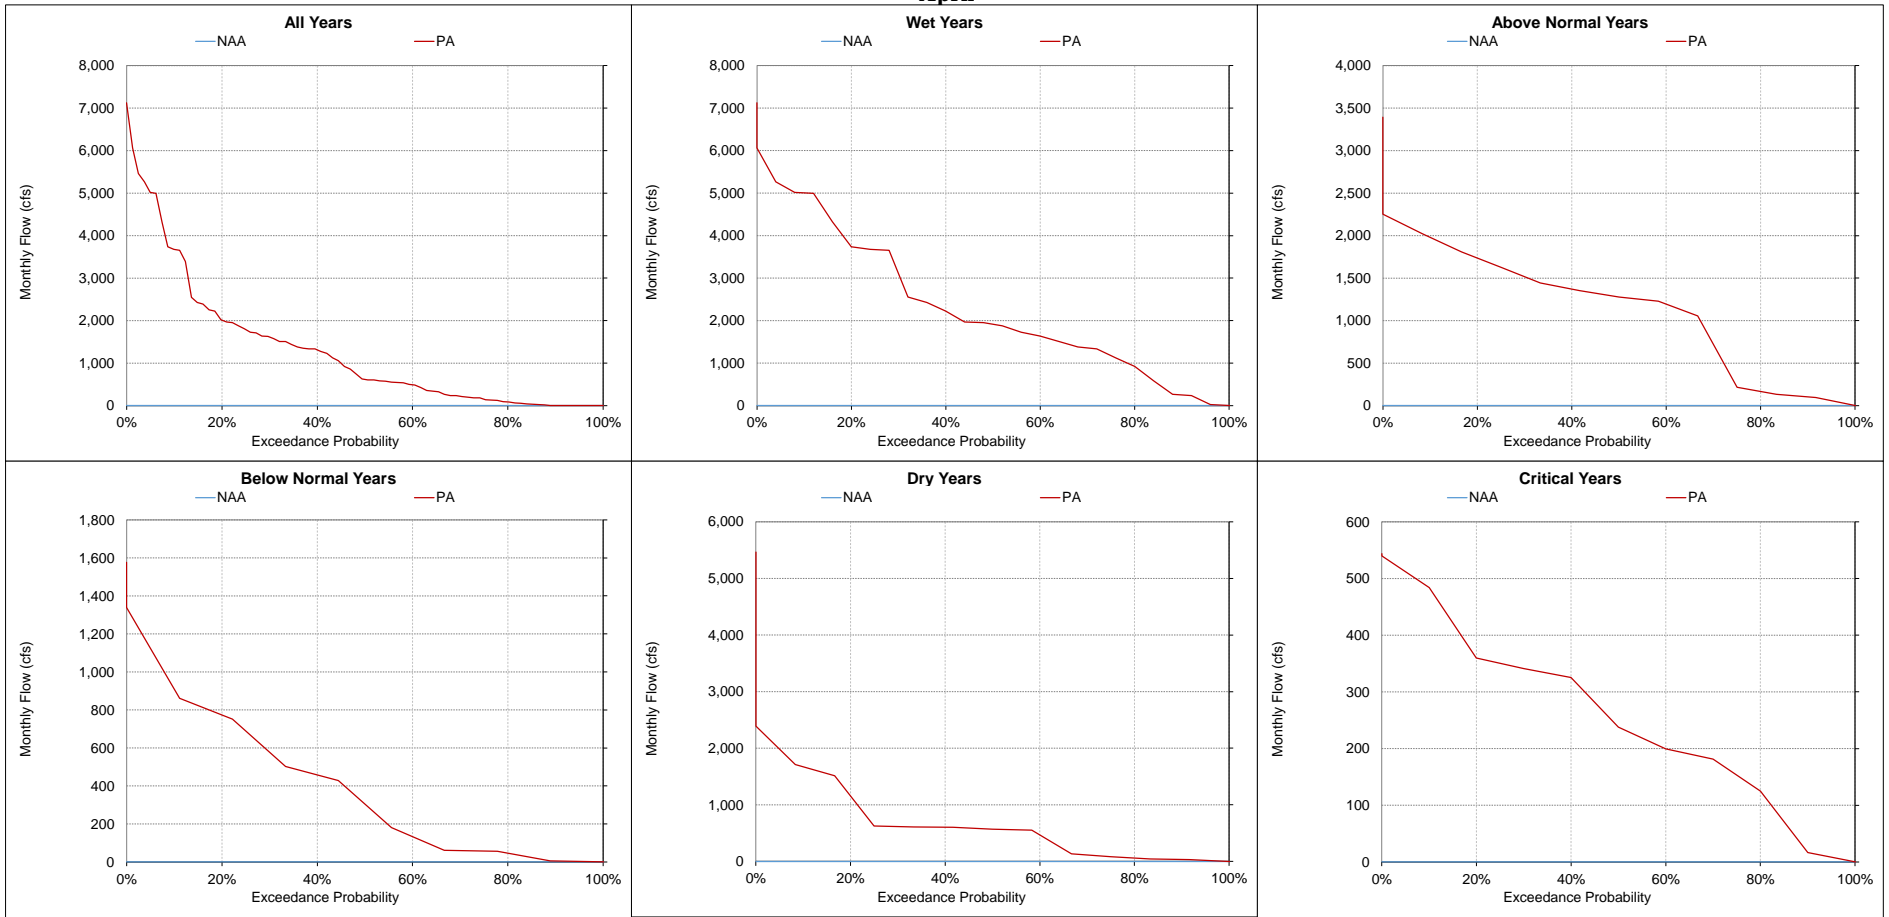 All Years
NAA PA
8,000
7,000
6,000
5,000
4,000
3,000
2,000
1,000
0
Monthly Flow (cfs)
0% 20% 40% 60% 80% 100%
Exceedance Probability
Wet Years
NAA PA
8,000
7,000
6,000
5,000
4,000
3,000
2,000
1,000
0
Monthly Flow (cfs)
0% 20% 40% 60% 80% 100%
Exceedance Probability
Above Normal Years
NAA PA
4,000
3,500
3,000
2,500
2,000
1,500
1,000
500
0
Monthly Flow (cfs)
0% 20% 40% 60% 80% 100%
Exceedance Probability
Below Normal Years
NAA PA
1,800
1,600
1,400
1,200
1,000
800
600
400
200
0
Monthly Flow (cfs)
0% 20% 40% 60% 80% 100%
Exceedance Probability
Dry Years
NAA PA
6,000
5,000
4,000
3,000
2,000
1,000
0
Monthly Flow (cfs)
0% 20% 40% 60% 80% 100%
Exceedance Probability
Critical Years
NAA PA
600
500
400
300
200
100
0
Monthly Flow (cfs)
0% 20% 40% 60% 80% 100%
Exceedance Probability